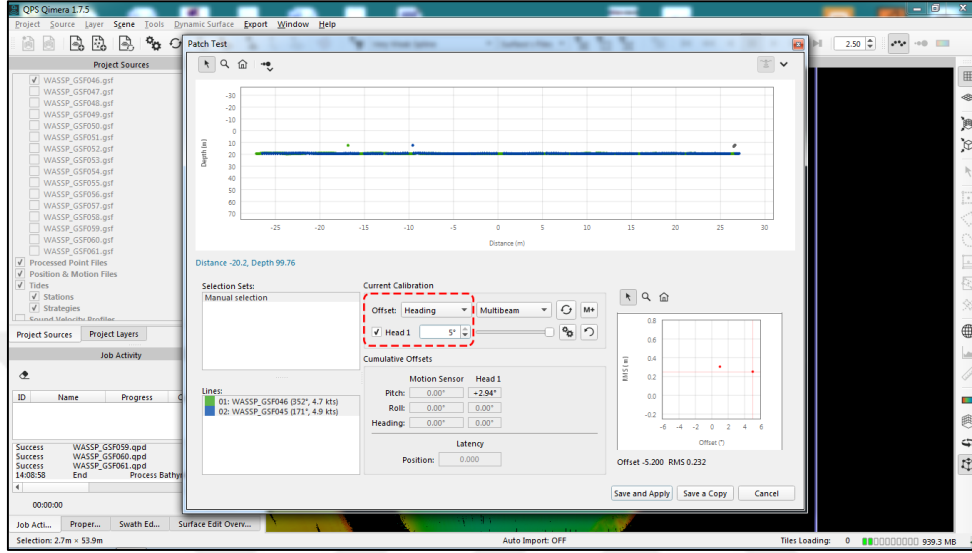 QPS Qimera 1.7.5
Project Source Layer Scene Tools Dynamic Surface Export Window Help
Patch Test
2.50
Project Sources
WASSP_GSF046.gsf
WASSP_GSF047.gsf
WASSP_GSF048.gsf
WASSP_GSF049.gsf
WASSP_GSF050.gsf
WASSP_GSF051.gsf
WASSP_GSF052.gsf
WASSP_GSF053.gsf
WASSP_GSF054.gsf
WASSP_GSF055.gsf
WASSP_GSF056.gsf
WASSP_GSF057.gsf
WASSP_GSF058.gsf
WASSP_GSF059.gsf
WASSP_GSF060.gsf
WASSP_GSF061.gsf
Processed Point Files
Position & Motion Files
Tides
Stations
Strategies
Sound Velocity Profiles
Project Sources Project Layers
Job Activity
ID Name Progress
Success WASSP_GSF059.qpd
Success WASSP_GSF060.qpd
Success WASSP_GSF061.qpd
14:08:58 End Process Bathy
00:00:00
Job Acti... Proper... Swath Ed... Surface Edit Overv...
-30
-20
-10
0
10
20
30
40
50
60
70
Depth (m)
-25 -20 -15 -10 -5 0 5 10 15 20 25 30
Distance (m)
Distance -20.2, Depth 99.76
Selection Sets:
Manual selection
Lines:
01: WASSP_GSF046 (352°, 4.7 kts)
02: WASSP_GSF045 (171°, 4.9 kts)
Current Calibration
Offset: Heading Multibeam M+
Head 1 5°
Cumulative Offsets
Motion Sensor Head 1
Pitch: 0.00° +2.94°
Roll: 0.00° 0.00°
Heading: 0.00° 0.00°
Latency
Position: 0.000
0.8
0.6
0.4
0.2
0.0
-0.2
RMS (m)
-6 -4 -2 0 2 4 6
Offset (°)
Offset -5.200 RMS 0.232
Save and Apply Save a Copy Cancel
Selection: 2.7m × 53.9m Auto Import: OFF Tiles Loading: 0 939.3 MB